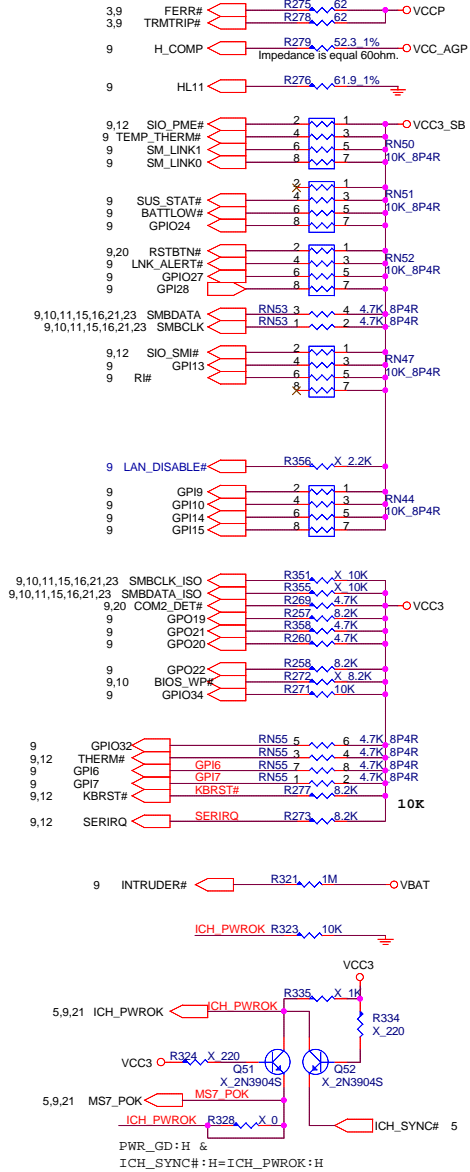 3,9 FERR# R275 62
3,9 TRMTRIP# R278 62 VCCP
9 H_COMP R279 52.3_1% VCC_AGP
Impedance is equal 60ohm.
9 HL11 R276 61.9_1%
9,12 SIO_PME# 2 1 VCC3_SB
9 TEMP_THERM# 4 3 RN50
9 SM_LINK1 6 5 10K_8P4R
9 SM_LINK0 8 7
2 1 RN51
9 SUS_STAT# 4 3 10K_8P4R
9 BATTLOW# 6 5
9 GPIO24 8 7
9,20 RSTBTN# 2 1
9 LNK_ALERT# 4 3 RN52
9 GPIO27 6 5 10K_8P4R
9 GPI28 8 7
9,10,11,15,16,21,23 SMBDATA RN53 3 4 4.7K_8P4R
9,10,11,15,16,21,23 SMBCLK RN53 1 2 4.7K_8P4R
9,12 SIO_SMI# 2 1
9 GPI13 4 3 RN47
9 RI# 6 5 10K_8P4R
8 7
9 LAN_DISABLE# R356 X_2.2K
9 GPI9 2 1
9 GPI10 4 3 RN44
9 GPI14 6 5 10K_8P4R
9 GPI15 8 7
9,10,11,15,16,21,23 SMBCLK_ISO R351 X_10K
9,10,11,15,16,21,23 SMBDATA_ISO R355 X_10K
9,20 COM2_DET# R269 4.7K VCC3
9 GPO19 R257 8.2K
9 GPO21 R358 4.7K
9 GPO20 R260 4.7K
9 GPO22 R258 8.2K
9,10 BIOS_WP# R272 X_8.2K
9 GPIO34 R271 10K
9 GPIO32 RN55 5 6 4.7K_8P4R
9,12 THERM# RN55 3 4 4.7K_8P4R
9 GPI6 GPI6 RN55 7 8 4.7K_8P4R
9 GPI7 GPI7 RN55 1 2 4.7K_8P4R
9,12 KBRST# KBRST# R277 8.2K
10K
9,12 SERIRQ SERIRQ R273 8.2K
9 INTRUDER# R321 1M VBAT
ICH_PWROK R323 10K
VCC3
R335 X_1K
5,9,21 ICH_PWROK ICH_PWROK
R334
X_220
VCC3 R324 X_220
Q51 Q52
X_2N3904S X_2N3904S
5,9,21 MS7_POK
ICH_PWROK R328 X_0
ICH_SYNC# 5
PWR_GD:H &
ICH_SYNC#:H=ICH_PWROK:H